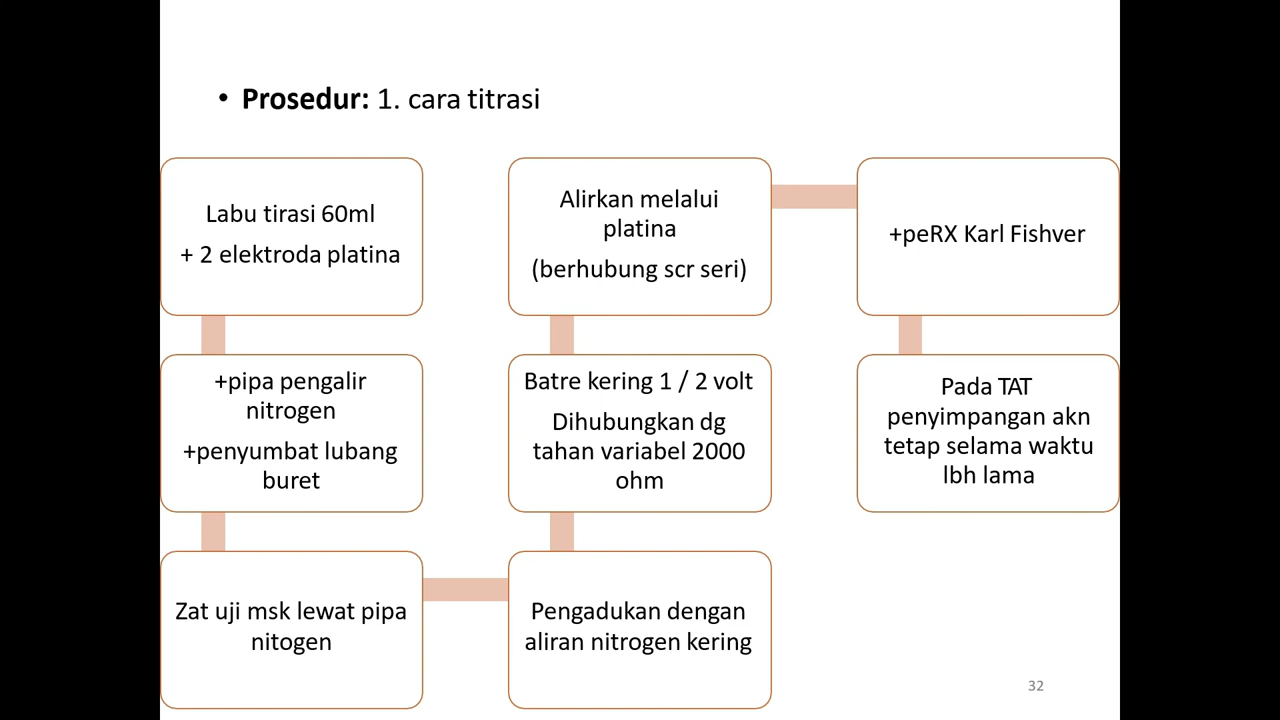 • Prosedur: 1. cara titrasi
Labu tirasi 60ml
+ 2 elektroda platina
+pipa pengalir
nitrogen
+penyumbat lubang
buret
Zat uji msk lewat pipa
nitogen
Pengadukan dengan
aliran nitrogen kering
Batre kering 1 / 2 volt
Dihubungkan dg
tahan variabel 2000
ohm
Alirkan melalui
platina
(berhubung scr seri)
+peRX Karl Fishver
Pada TAT
penyimpangan akn
tetap selama waktu
lbh lama
32